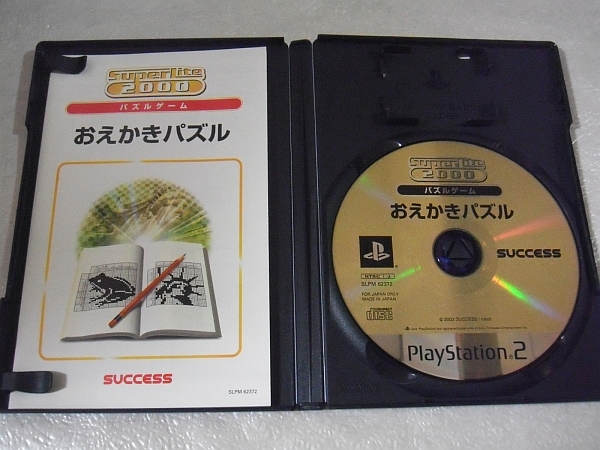 SuperLite
2000
パズルゲーム
おえかきパズル
SUCCESS
SLPM 62372
SuperLite
2000
パズルゲーム
おえかきパズル
SUCCESS
NTSC J
SLPM 62372
FOR JAPAN ONLY
MADE IN JAPAN
COMPACT
disc
PlayStation 2